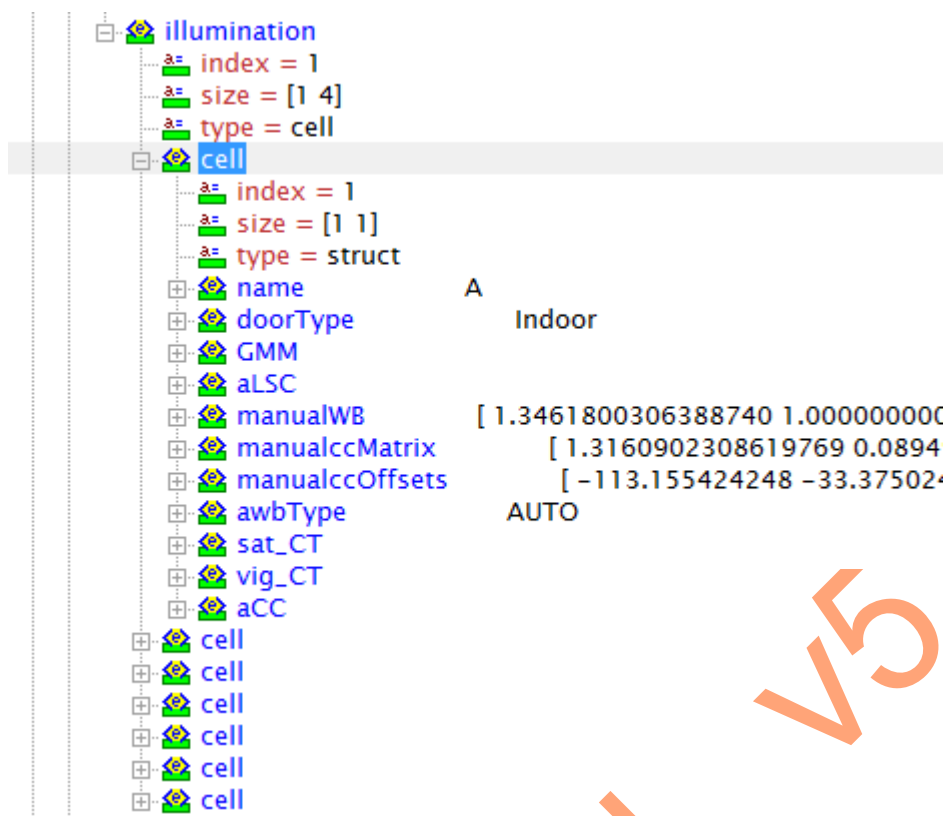 illumination
index = 1
size = [1 4]
type = cell
cell
index = 1
size = [1 1]
type = struct
name A
doorType Indoor
GMM
aLSC
manualWB [ 1.3461800306388740 1.000000000
manualccMatrix [ 1.3160902308619769 0.0894
manualccOffsets [ -113.155424248 -33.375024
awbType AUTO
sat_CT
vig_CT
aCC
cell
cell
cell
cell
cell
cell
v5